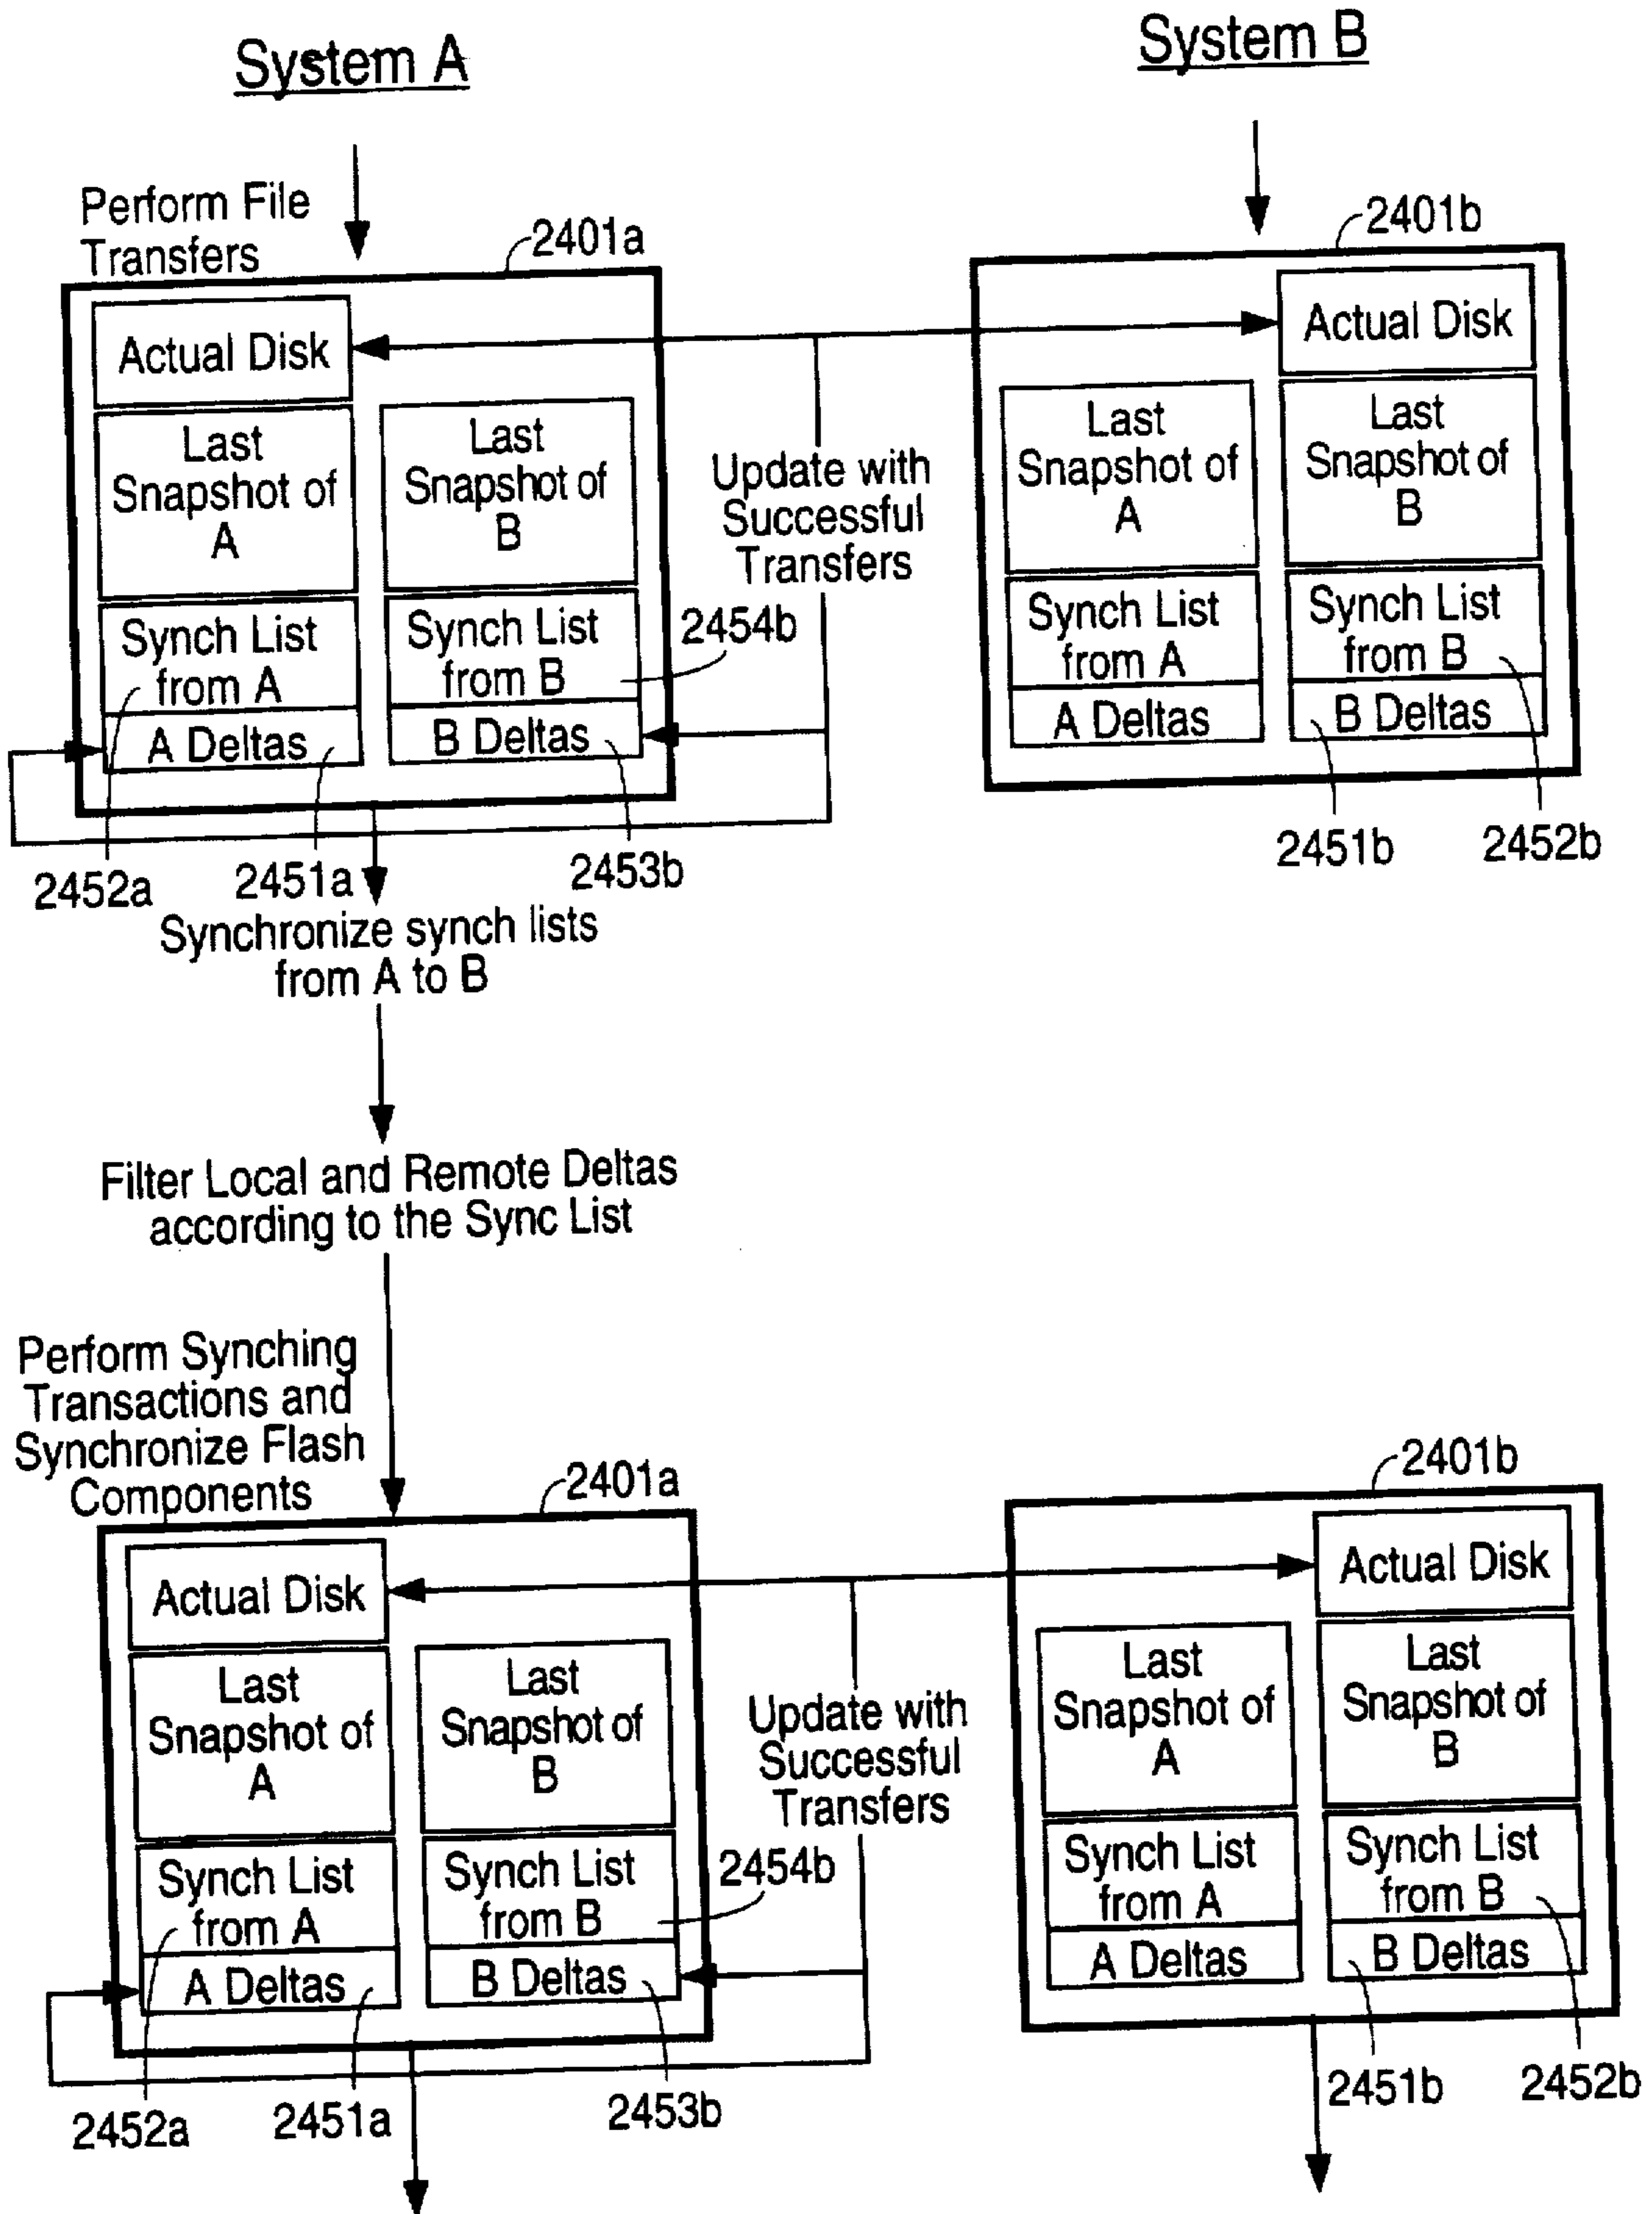 System A
System B
Perform File
Transfers
2401a
2401b
Actual Disk
Actual Disk
Last
Snapshot of
A
Last
Snapshot of
B
Update with
Successful
Transfers
Last
Snapshot of
A
Last
Snapshot of
B
Synch List
from A
Synch List
from B
2454b
Synch List
from A
Synch List
from B
A Deltas
B Deltas
A Deltas
B Deltas
2452a
2451a
2453b
2451b
2452b
Synchronize synch lists
from A to B
Filter Local and Remote Deltas
according to the Sync List
Perform Synching
Transactions and
Synchronize Flash
Components
2401a
2401b
Actual Disk
Actual Disk
Last
Snapshot of
A
Last
Snapshot of
B
Update with
Successful
Transfers
Last
Snapshot of
A
Last
Snapshot of
B
Synch List
from A
Synch List
from B
2454b
Synch List
from A
Synch List
from B
A Deltas
B Deltas
A Deltas
B Deltas
2452a
2451a
2453b
2451b
2452b